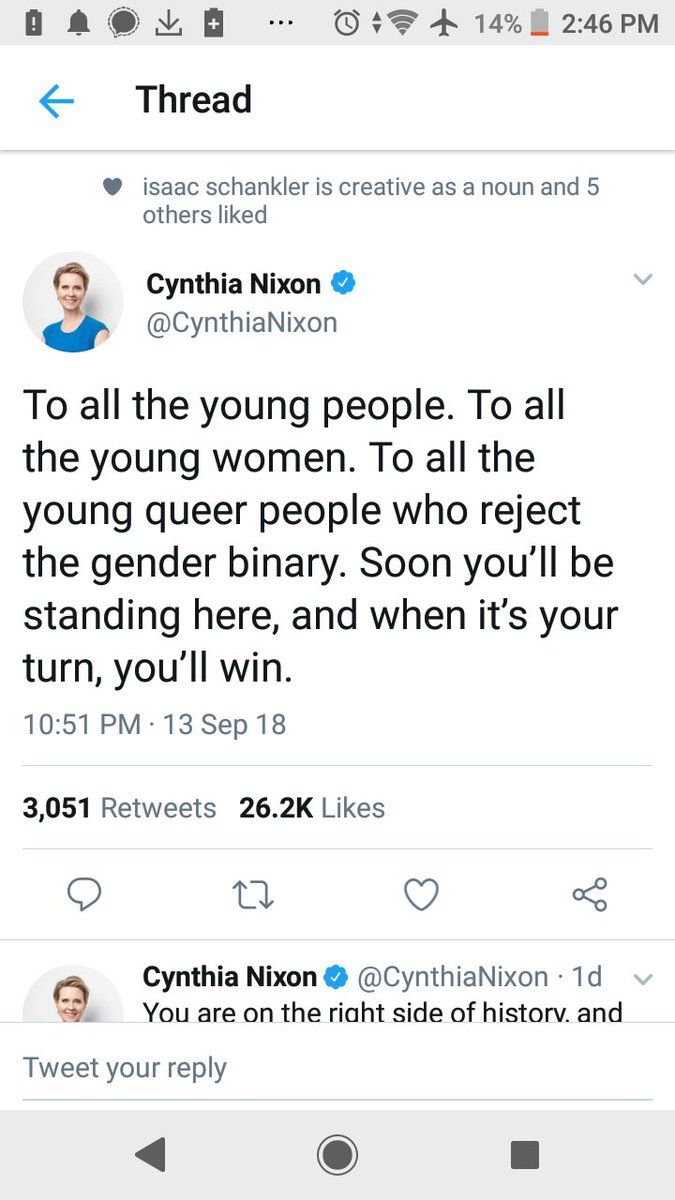 14% 2:46 PM
Thread
isaac schankler is creative as a noun and 5
others liked
Cynthia Nixon
@CynthiaNixon
To all the young people. To all
the young women. To all the
young queer people who reject
the gender binary. Soon you’ll be
standing here, and when it’s your
turn, you’ll win.
10:51 PM · 13 Sep 18
3,051 Retweets 26.2K Likes
Cynthia Nixon @CynthiaNixon · 1d
You are on the right side of history, and
Tweet your reply